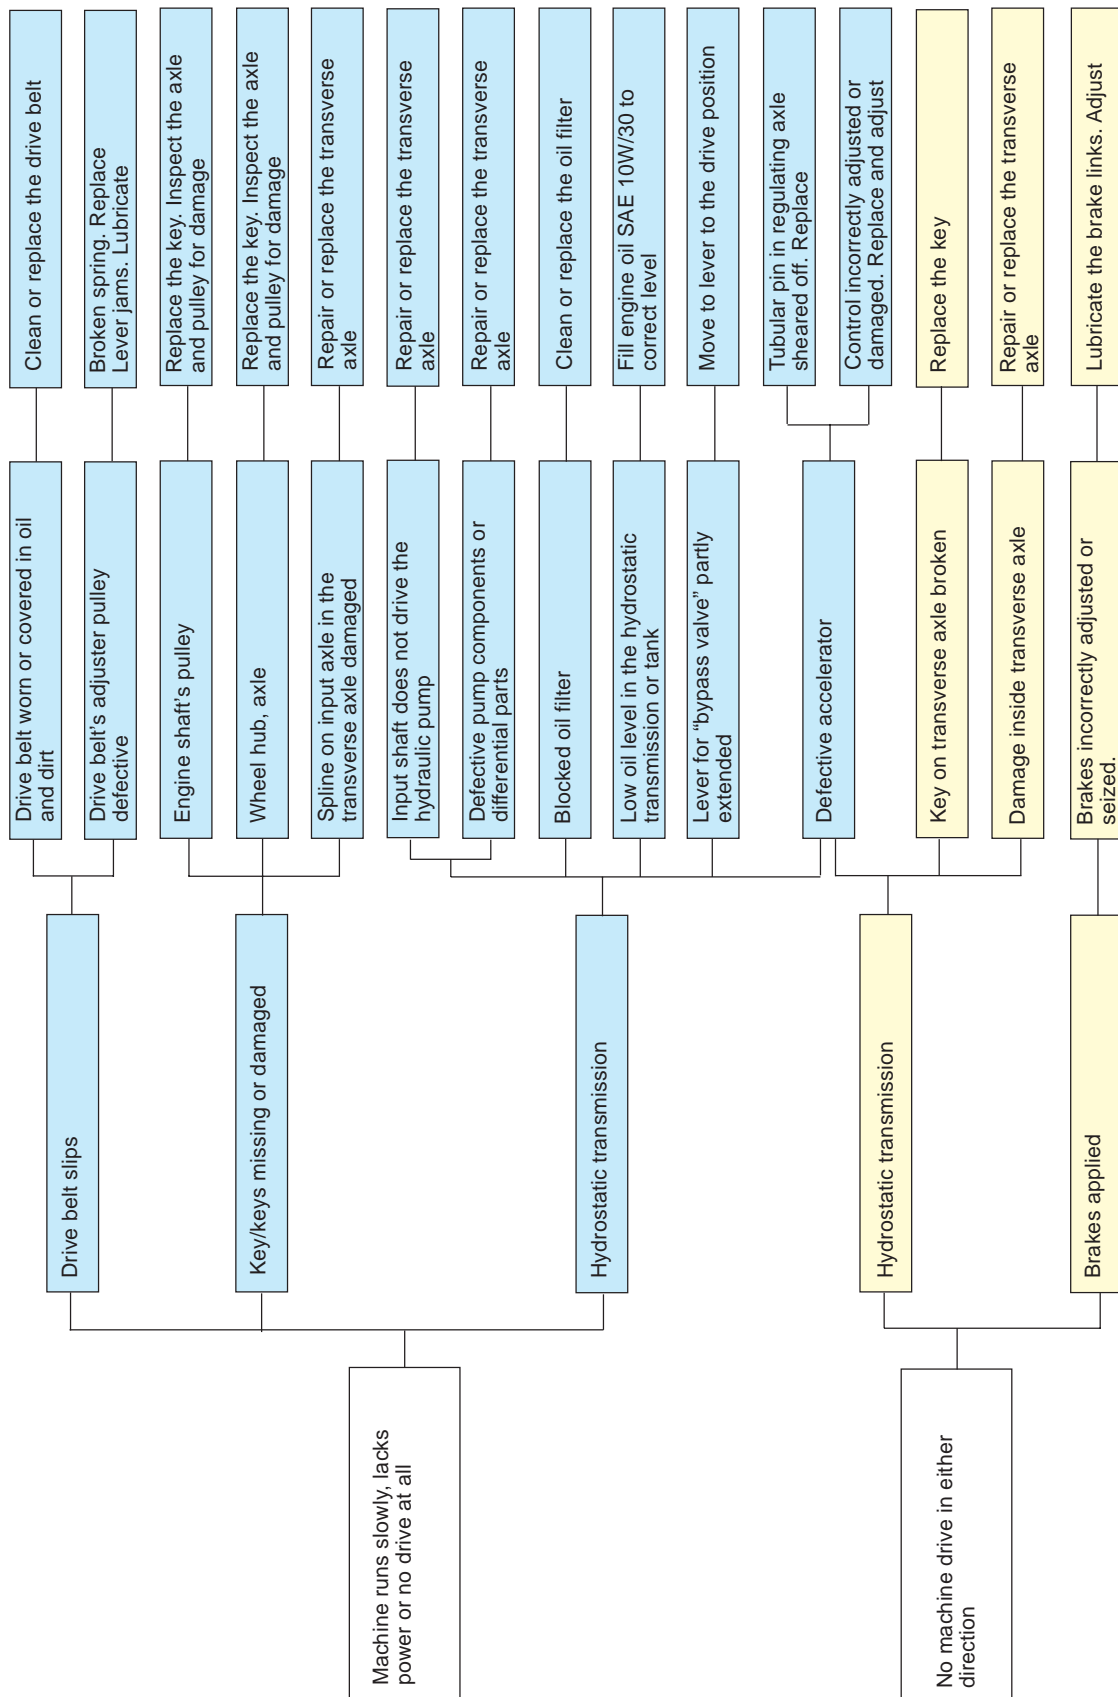 Machine runs slowly, lacks
power or no drive at all
Drive belt slips
Drive belt worn or covered in oil
and dirt
Clean or replace the drive belt
Drive belt's adjuster pulley
defective
Broken spring. Replace
Lever jams. Lubricate
Key/keys missing or damaged
Engine shaft's pulley
Replace the key. Inspect the axle
and pulley for damage
Wheel hub, axle
Replace the key. Inspect the axle
and pulley for damage
Spline on input axle in the
transverse axle damaged
Repair or replace the transverse
axle
Hydrostatic transmission
Input shaft does not drive the
hydraulic pump
Repair or replace the transverse
axle
Defective pump components or
differential parts
Repair or replace the transverse
axle
Blocked oil filter
Clean or replace the oil filter
Low oil level in the hydrostatic
transmission or tank
Fill engine oil SAE 10W/30 to
correct level
Lever for “bypass valve” partly
extended
Move to lever to the drive position
Defective accelerator
Tubular pin in regulating axle
sheared off. Replace
Control incorrectly adjusted or
damaged. Replace and adjust
No machine drive in either
direction
Hydrostatic transmission
Key on transverse axle broken
Replace the key
Damage inside transverse axle
Repair or replace the transverse
axle
Brakes applied
Brakes incorrectly adjusted or
seized.
Lubricate the brake links. Adjust